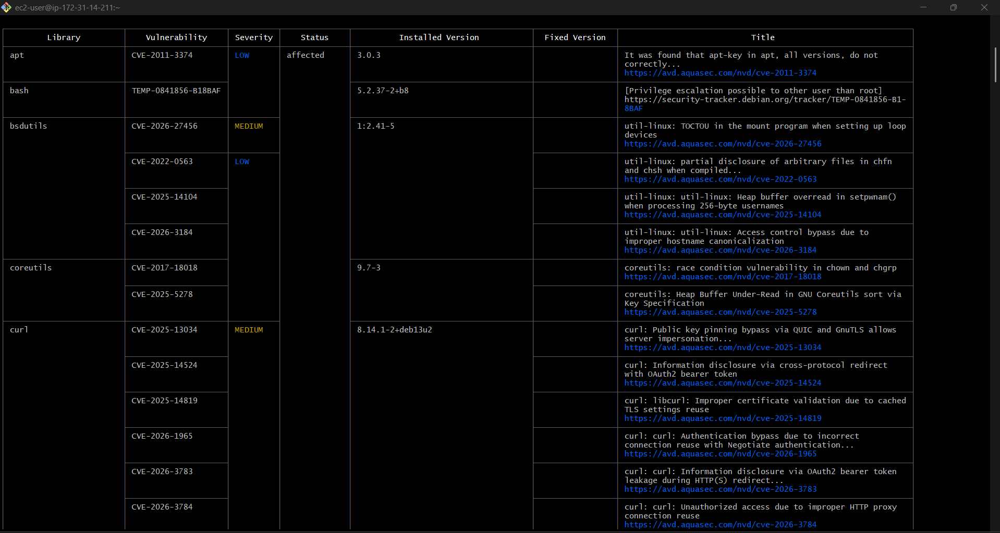 ec2-user@ip-172-31-14-211:~
Library Vulnerability Severity Status Installed Version Fixed Version Title
apt CVE-2011-3374 LOW affected 3.0.3 It was found that apt-key in apt, all versions, do not
correctly...
https://avd.aquasec.com/nvd/cve-2011-3374
bash TEMP-0841856-B18BAF 5.2.37-2+b8 [Privilege escalation possible to other user than root]
https://security-tracker.debian.org/tracker/TEMP-0841856-B1-
8BAF
bsdutils CVE-2026-27456 MEDIUM 1:2.41-5 util-linux: TOCTOU in the mount program when setting up loop
devices
https://avd.aquasec.com/nvd/cve-2026-27456
CVE-2022-0563 LOW util-linux: partial disclosure of arbitrary files in chfn
and chsh when compiled...
https://avd.aquasec.com/nvd/cve-2022-0563
CVE-2025-14104 util-linux: util-linux: Heap buffer overread in setpwnam()
when processing 256-byte usernames
https://avd.aquasec.com/nvd/cve-2025-14104
CVE-2026-3184 util-linux: util-linux: Access control bypass due to
improper hostname canonicalization
https://avd.aquasec.com/nvd/cve-2026-3184
coreutils CVE-2017-18018 9.7-3 coreutils: race condition vulnerability in chown and chgrp
https://avd.aquasec.com/nvd/cve-2017-18018
CVE-2025-5278 coreutils: Heap Buffer Under-Read in GNU Coreutils sort via
Key Specification
https://avd.aquasec.com/nvd/cve-2025-5278
curl CVE-2025-13034 MEDIUM 8.14.1-2+deb13u2 curl: Public key pinning bypass via QUIC and GnuTLS allows
server impersonation...
https://avd.aquasec.com/nvd/cve-2025-13034
CVE-2025-14524 curl: Information disclosure via cross-protocol redirect
with OAuth2 bearer token
https://avd.aquasec.com/nvd/cve-2025-14524
CVE-2025-14819 curl: libcurl: Improper certificate validation due to cached
TLS settings reuse
https://avd.aquasec.com/nvd/cve-2025-14819
CVE-2026-1965 curl: curl: Authentication bypass due to incorrect
connection reuse with Negotiate authentication...
https://avd.aquasec.com/nvd/cve-2026-1965
CVE-2026-3783 curl: curl: Information disclosure via OAuth2 bearer token
leakage during HTTP(S) redirect...
https://avd.aquasec.com/nvd/cve-2026-3783
CVE-2026-3784 curl: curl: Unauthorized access due to improper HTTP proxy
connection reuse
https://avd.aquasec.com/nvd/cve-2026-3784